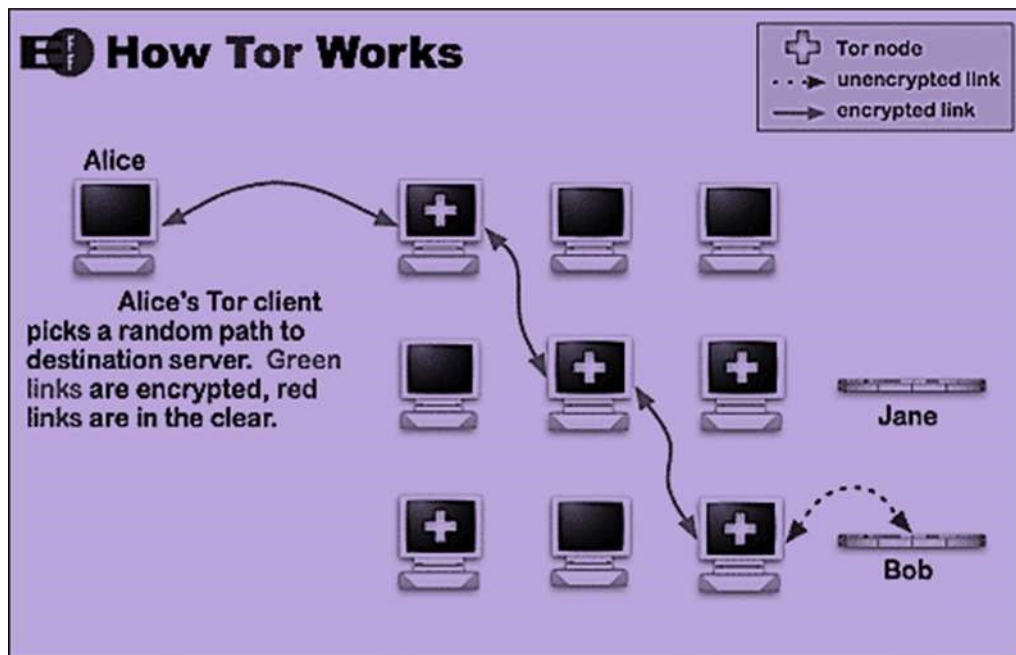 EFF How Tor Works
Tor node
unencrypted link
encrypted link
Alice
Alice's Tor client
picks a random path to
destination server. Green
links are encrypted, red
links are in the clear.
Jane
Bob